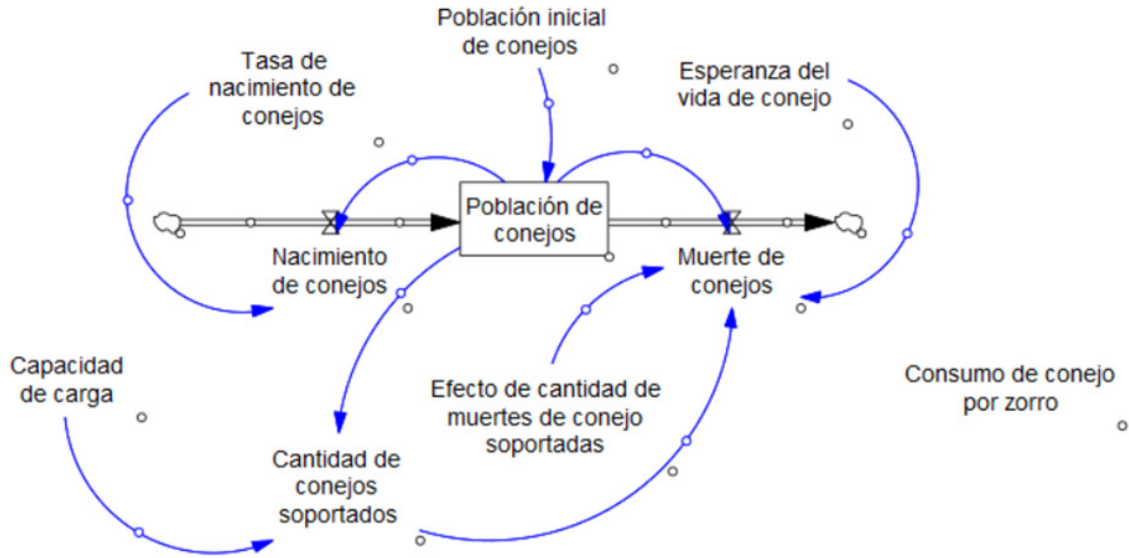 Población inicial
de conejos
Tasa de
nacimiento de
conejos
Esperanza del
vida de conejo
Población de
conejos
Nacimiento
de conejos
Muerte de
conejos
Capacidad
de carga
Efecto de cantidad de
muertes de conejo
soportadas
Consumo de conejo
por zorro
Cantidad de
conejos
soportados